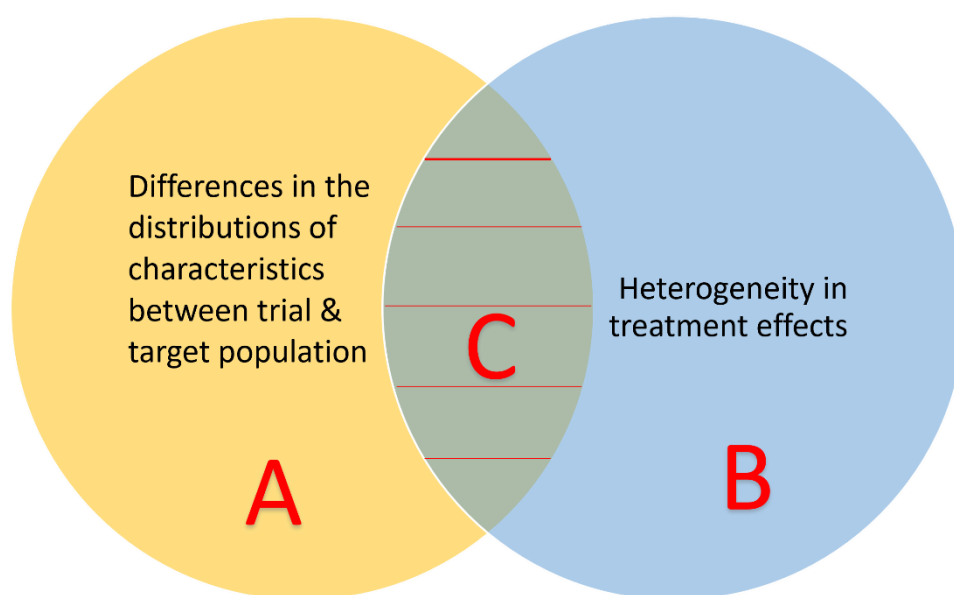 Differences in the
distributions of
characteristics
between trial &
target population
Heterogeneity in
treatment effects
C
A
B